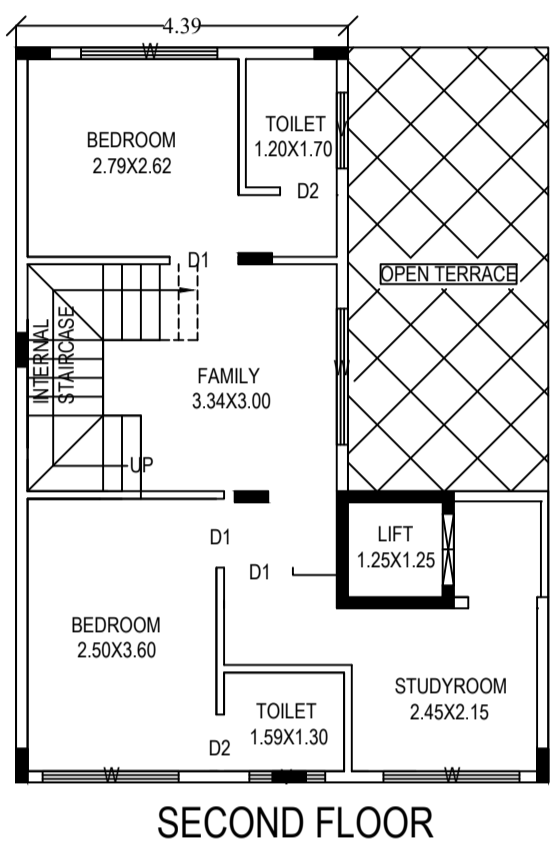 4.39
W
BEDROOM
2.79X2.62
TOILET
1.20X1.70
W
D2
D1
OPEN TERRACE
INTERNAL
STAIRCASE
FAMILY
3.34X3.00
W
UP
D1
LIFT
1.25X1.25
D1
BEDROOM
2.50X3.60
STUDYROOM
2.45X2.15
TOILET
1.59X1.30
D2
W
W
W
SECOND FLOOR